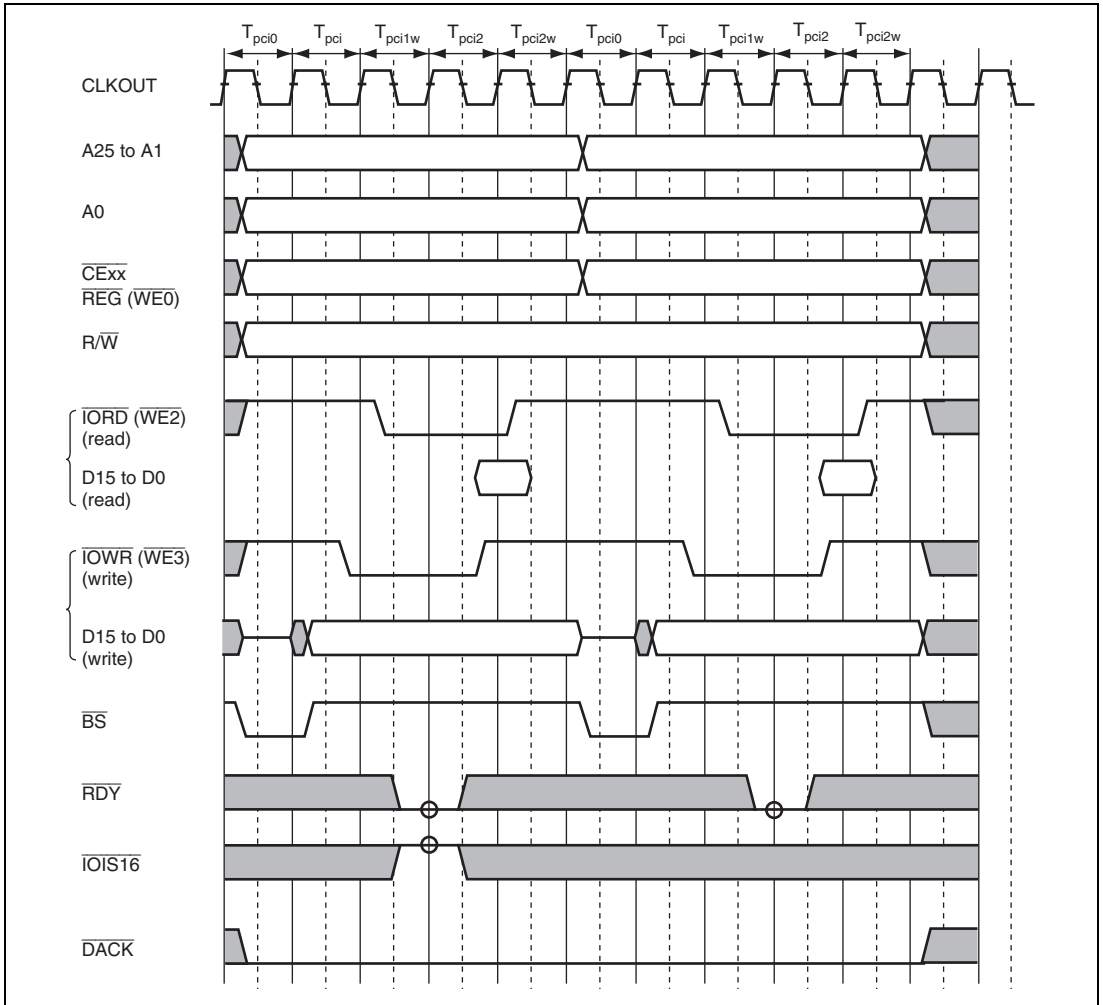 Tpci0 Tpci Tpci1w Tpci2 Tpci2w Tpci0 Tpci Tpci1w Tpci2 Tpci2w
CLKOUT
A25 to A1
A0
CExx
REG (WE0)
R/W
IORD (WE2)
(read)
D15 to D0
(read)
IOWR (WE3)
(write)
D15 to D0
(write)
BS
RDY
IOIS16
DACK